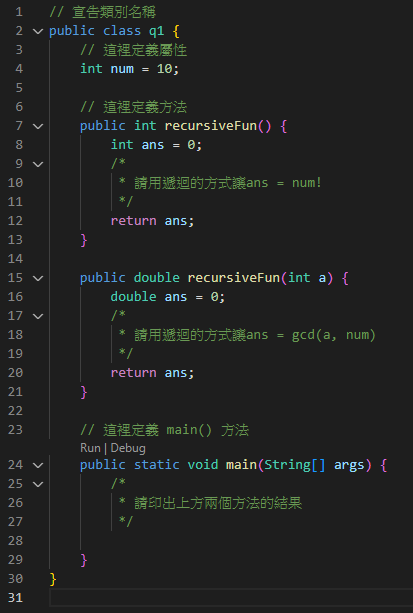 1 // 宣告類別名稱
2 public class q1 {
3 // 這裡定義屬性
4 int num = 10;
5
6 // 這裡定義方法
7 public int recursiveFun() {
8 int ans = 0;
9 /*
10 * 請用遞迴的方式讓ans = num!
11 */
12 return ans;
13 }
14
15 public double recursiveFun(int a) {
16 double ans = 0;
17 /*
18 * 請用遞迴的方式讓ans = gcd(a, num)
19 */
20 return ans;
21 }
22
23 // 這裡定義 main() 方法
Run | Debug
24 public static void main(String[] args) {
25 /*
26 * 請印出上方兩個方法的結果
27 */
28
29 }
30 }
31